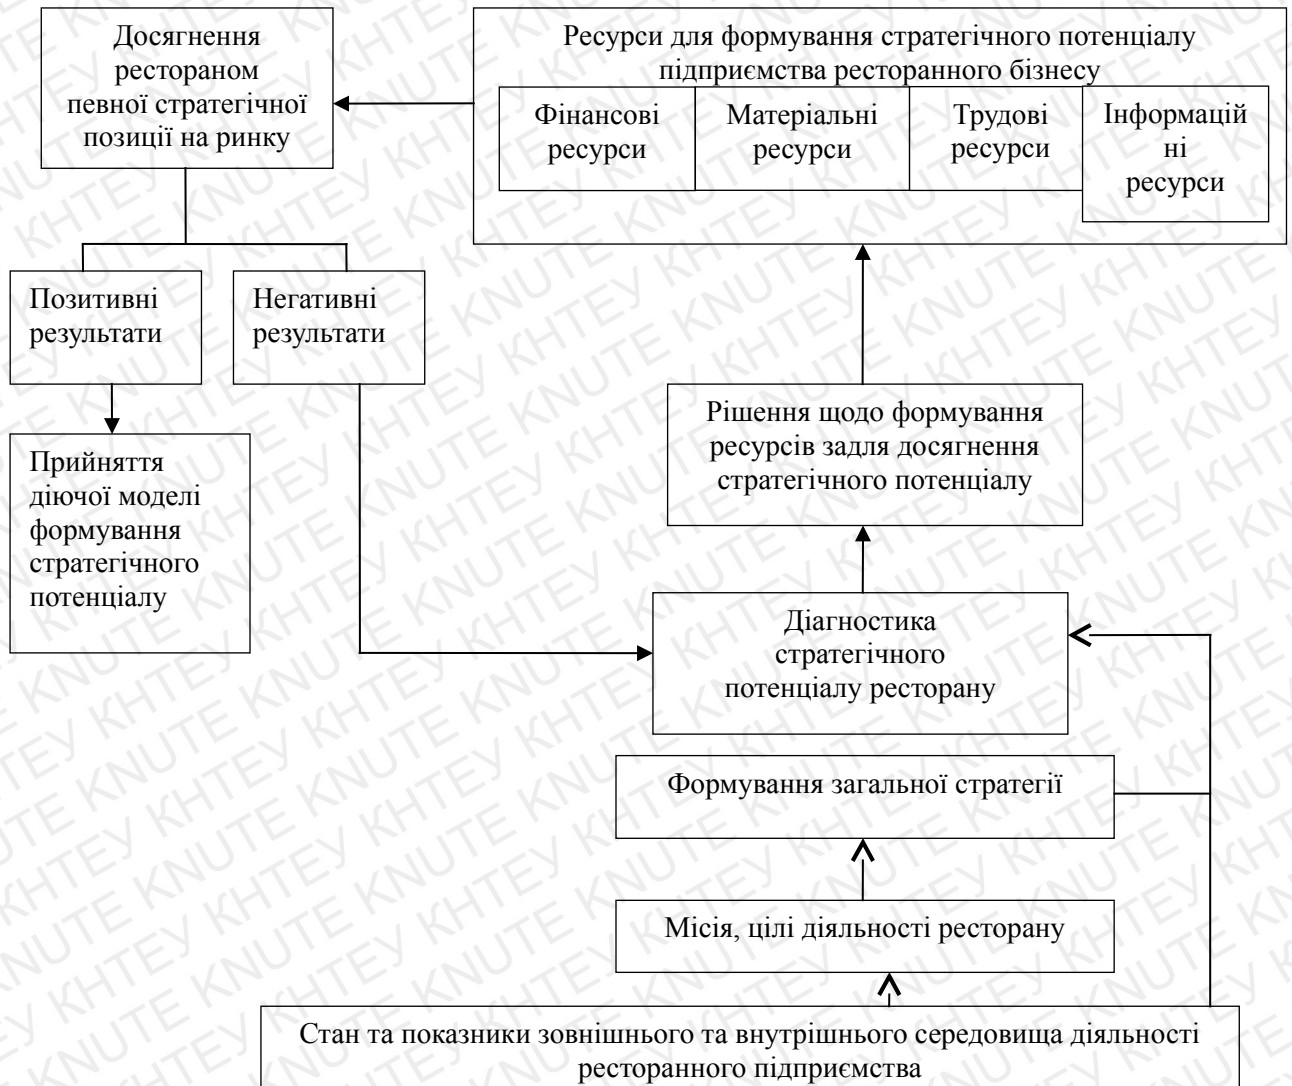 Досягнення
рестораном
певної стратегічної
позиції на ринку
Ресурси для формування стратегічного потенціалу
підприємства ресторанного бізнесу
Фінансові
ресурси
Матеріальні
ресурси
Трудові
ресурси
Інформацій
ні
ресурси
Позитивні
результати
Негативні
результати
Прийняття
діючої моделі
формування
стратегічного
потенціалу
Рішення щодо формування
ресурсів задля досягнення
стратегічного потенціалу
Діагностика
стратегічного
потенціалу ресторану
Формування загальної стратегії
Місія, цілі діяльності ресторану
Стан та показники зовнішнього та внутрішнього середовища діяльності
ресторанного підприємства